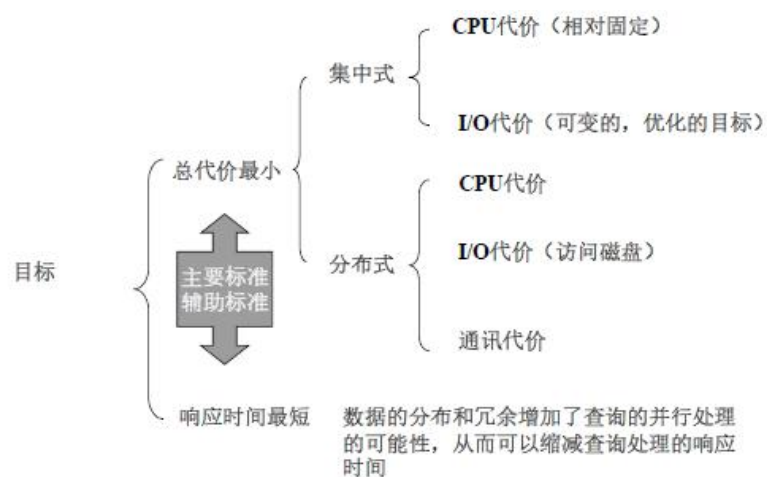 目标
总代价最小
集中式
CPU代价（相对固定）
I/O代价（可变的，优化的目标）
分布式
CPU代价
I/O代价（访问磁盘）
通讯代价
主要标准
辅助标准
响应时间最短
数据的分布和冗余增加了查询的并行处理
的可能性，从而可以缩减查询处理的响应
时间